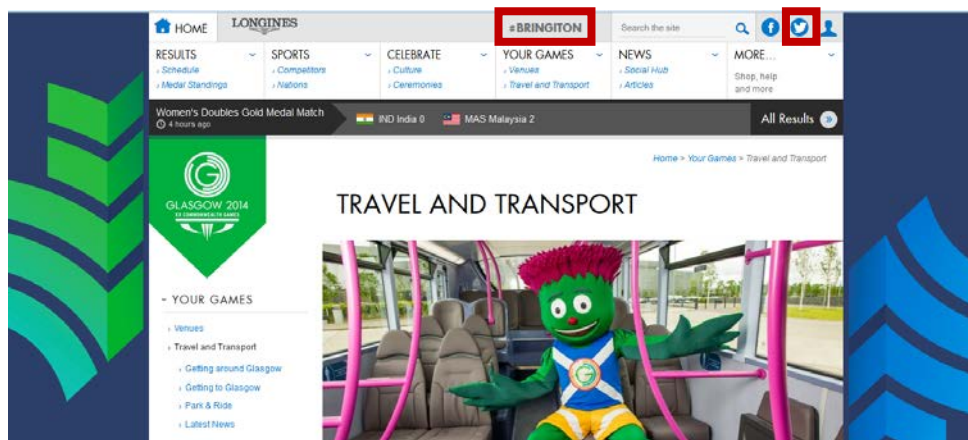 HOME
LONGINES
#BRINGITON
Search the site
RESULTS
› Schedule
› Medal Standings
SPORTS
› Competitors
› Nations
CELEBRATE
› Culture
› Ceremonies
YOUR GAMES
› Venues
› Travel and Transport
NEWS
› Social Hub
› Articles
MORE...
Shop, help
and more
Women's Doubles Gold Medal Match
4 hours ago
IND India 0
MAS Malaysia 2
All Results
Home > Your Games > Travel and Transport
GLASGOW 2014
XX COMMONWEALTH GAMES
TRAVEL AND TRANSPORT
- YOUR GAMES
› Venues
› Travel and Transport
› Getting around Glasgow
› Getting to Glasgow
› Park & Ride
› Latest News